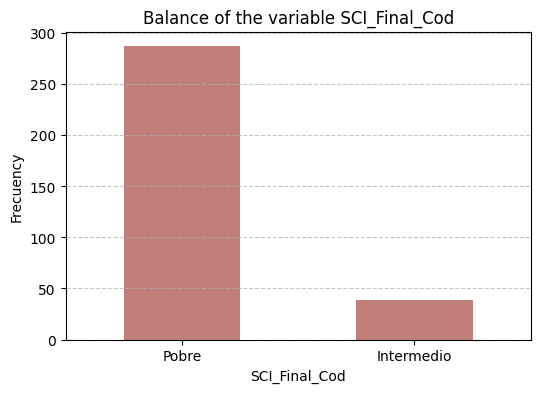 Balance of the variable SCI_Final_Cod
300
250
200
150
100
50
0
Frecuency
Pobre
Intermedio
SCI_Final_Cod